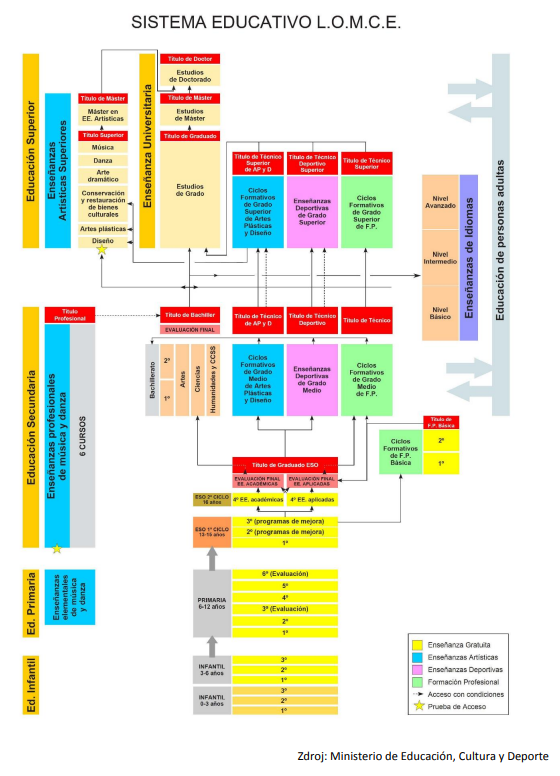 SISTEMA EDUCATIVO L.O.M.C.E.
Educación Superior
Enseñanzas
Artísticas Superiores
Título de Máster
Máster en
EE. Artísticas
Título Superior
Música
Danza
Arte
dramático
Conservación
y restauración
de bienes
culturales
Artes plásticas
Diseño
Enseñanza Universitaria
Título de Doctor
Estudios
de Doctorado
Título de Máster
Estudios
de Máster
Título de Graduado
Estudios
de Grado
Título de Técnico
Superior
de AP y D
Ciclos
Formativos
de Grado
Superior
de Artes
Plásticas
y Diseño
Título de Técnico
Deportivo
Superior
Enseñanzas
Deportivas
de Grado
Superior
Título de Técnico
Superior
Ciclos
Formativos
de Grado
Superior
de F.P.
Nivel
Avanzado
Nivel
Intermedio
Nivel
Básico
Enseñanzas de Idiomas
Educación de personas adultas
Educación Secundaria
Título
Profesional
Enseñanzas profesionales
de música y danza
6 CURSOS
Título de Bachiller
EVALUACIÓN FINAL
Bachillerato
2º
1º
Artes
Ciencias
Humanidades y CCSS
Título de Técnico
de AP y D
Ciclos
Formativos
de Grado
Medio
de Artes
Plásticas
y Diseño
Título de Técnico
Deportivo
Enseñanzas
Deportivas
de Grado
Medio
Título de Técnico
Ciclos
Formativos
de Grado
Medio
de F.P.
Título de
F.P. Básica
Ciclos
Formativos
de F.P.
Básica
2º
1º
Título de Graduado ESO
EVALUACIÓN FINAL
EE. ACADÉMICAS
EVALUACIÓN FINAL
EE. APLICADAS
ESO 2º CICLO
16 años
4º EE. académicas
4º EE. aplicadas
ESO 1º CICLO
13-15 años
3º (programas de mejora)
2º (programas de mejora)
1º
Ed. Primaria
Enseñanzas
elementales
de música
y danza
PRIMARIA
6-12 años
6º (Evaluación)
5º
4º
3º (Evaluación)
2º
1º
Ed. Infantil
INFANTIL
3-6 años
3º
2º
1º
INFANTIL
0-3 años
3º
2º
1º
Enseñanza Gratuita
Enseñanzas Artísticas
Enseñanzas Deportivas
Formación Profesional
Acceso con condiciones
Prueba de Acceso
Zdroj: Ministerio de Educación, Cultura y Deporte